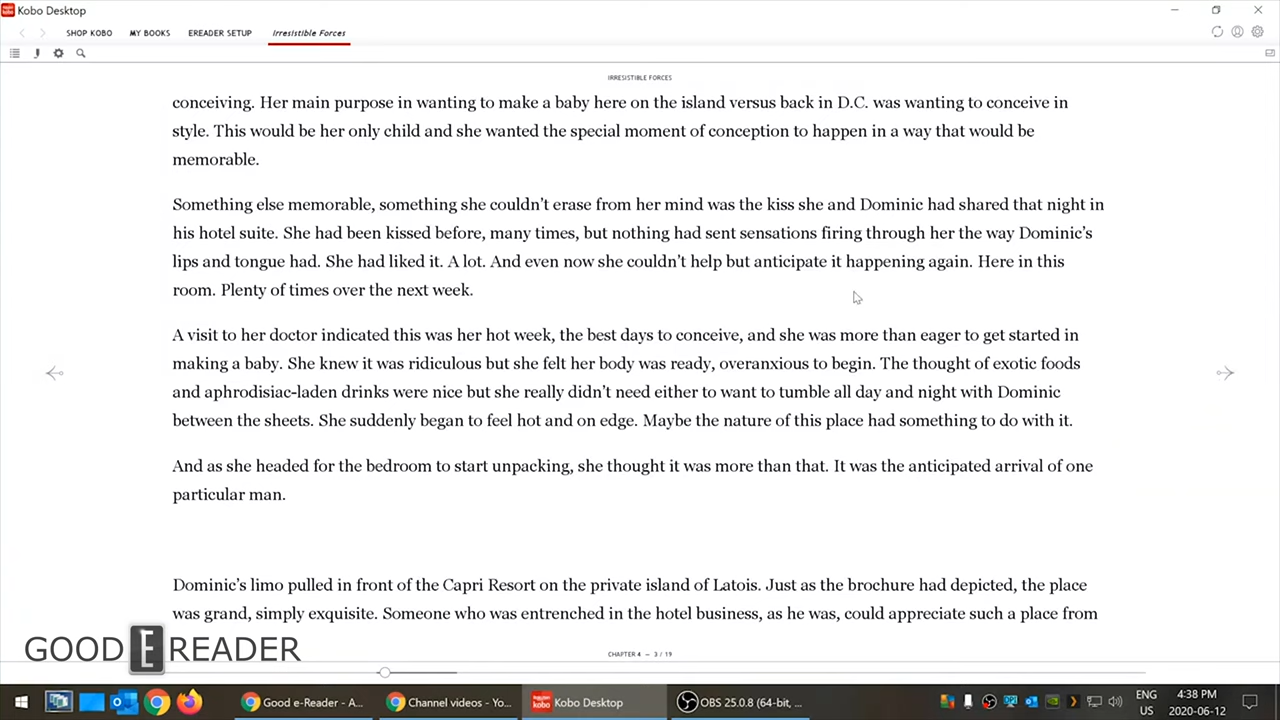 Kobo Desktop
SHOP KOBO MY BOOKS EREADER SETUP Irresistible Forces
IRRESISTIBLE FORCES
conceiving. Her main purpose in wanting to make a baby here on the island versus back in D.C. was wanting to conceive in
style. This would be her only child and she wanted the special moment of conception to happen in a way that would be
memorable.
Something else memorable, something she couldn't erase from her mind was the kiss she and Dominic had shared that night in
his hotel suite. She had been kissed before, many times, but nothing had sent sensations firing through her the way Dominic's
lips and tongue had. She had liked it. A lot. And even now she couldn't help but anticipate it happening again. Here in this
room. Plenty of times over the next week.
A visit to her doctor indicated this was her hot week, the best days to conceive, and she was more than eager to get started in
making a baby. She knew it was ridiculous but she felt her body was ready, overanxious to begin. The thought of exotic foods
and aphrodisiac-laden drinks were nice but she really didn't need either to want to tumble all day and night with Dominic
between the sheets. She suddenly began to feel hot and on edge. Maybe the nature of this place had something to do with it.
And as she headed for the bedroom to start unpacking, she thought it was more than that. It was the anticipated arrival of one
particular man.
Dominic's limo pulled in front of the Capri Resort on the private island of Latois. Just as the brochure had depicted, the place
was grand, simply exquisite. Someone who was entrenched in the hotel business, as he was, could appreciate such a place from
GOOD E READER
CHAPTER 4 – 3 / 19
Good e-Reader - A... Channel videos - Yo... Kobo Desktop OBS 25.0.8 (64-bit, ...
ENG 4:38 PM
US 2020-06-12